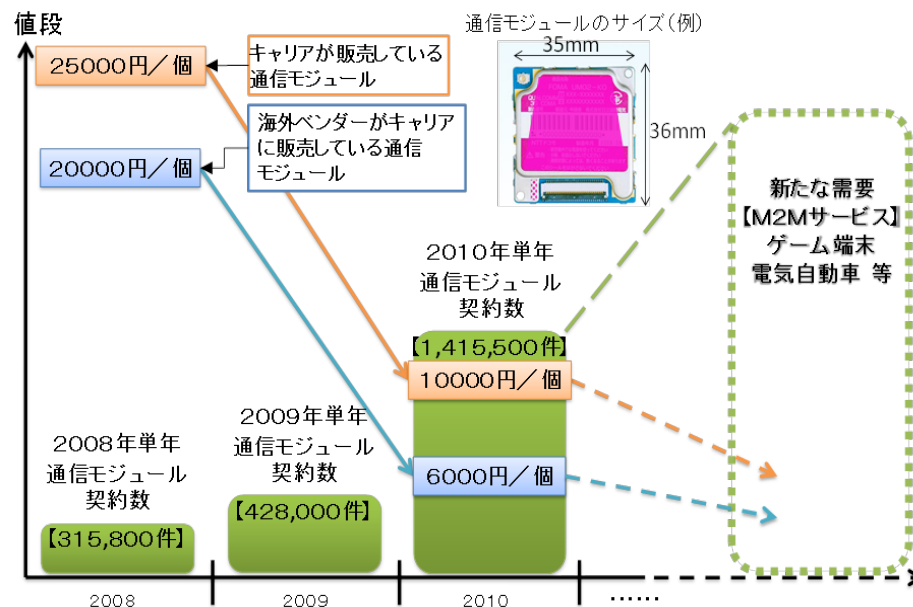 値段
通信モジュールのサイズ（例）
35mm
36mm
25000円／個
キャリアが販売している
通信モジュール
20000円／個
海外ベンダーがキャリア
に販売している通信
モジュール
新たな需要
【M2Mサービス】
ゲーム端末
電気自動車 等
2010年単年
通信モジュール
契約数
【1,415,500件】
10000円／個
6000円／個
2009年単年
通信モジュール
契約数
【428,000件】
2008年単年
通信モジュール
契約数
【315,800件】
2008
2009
2010
……